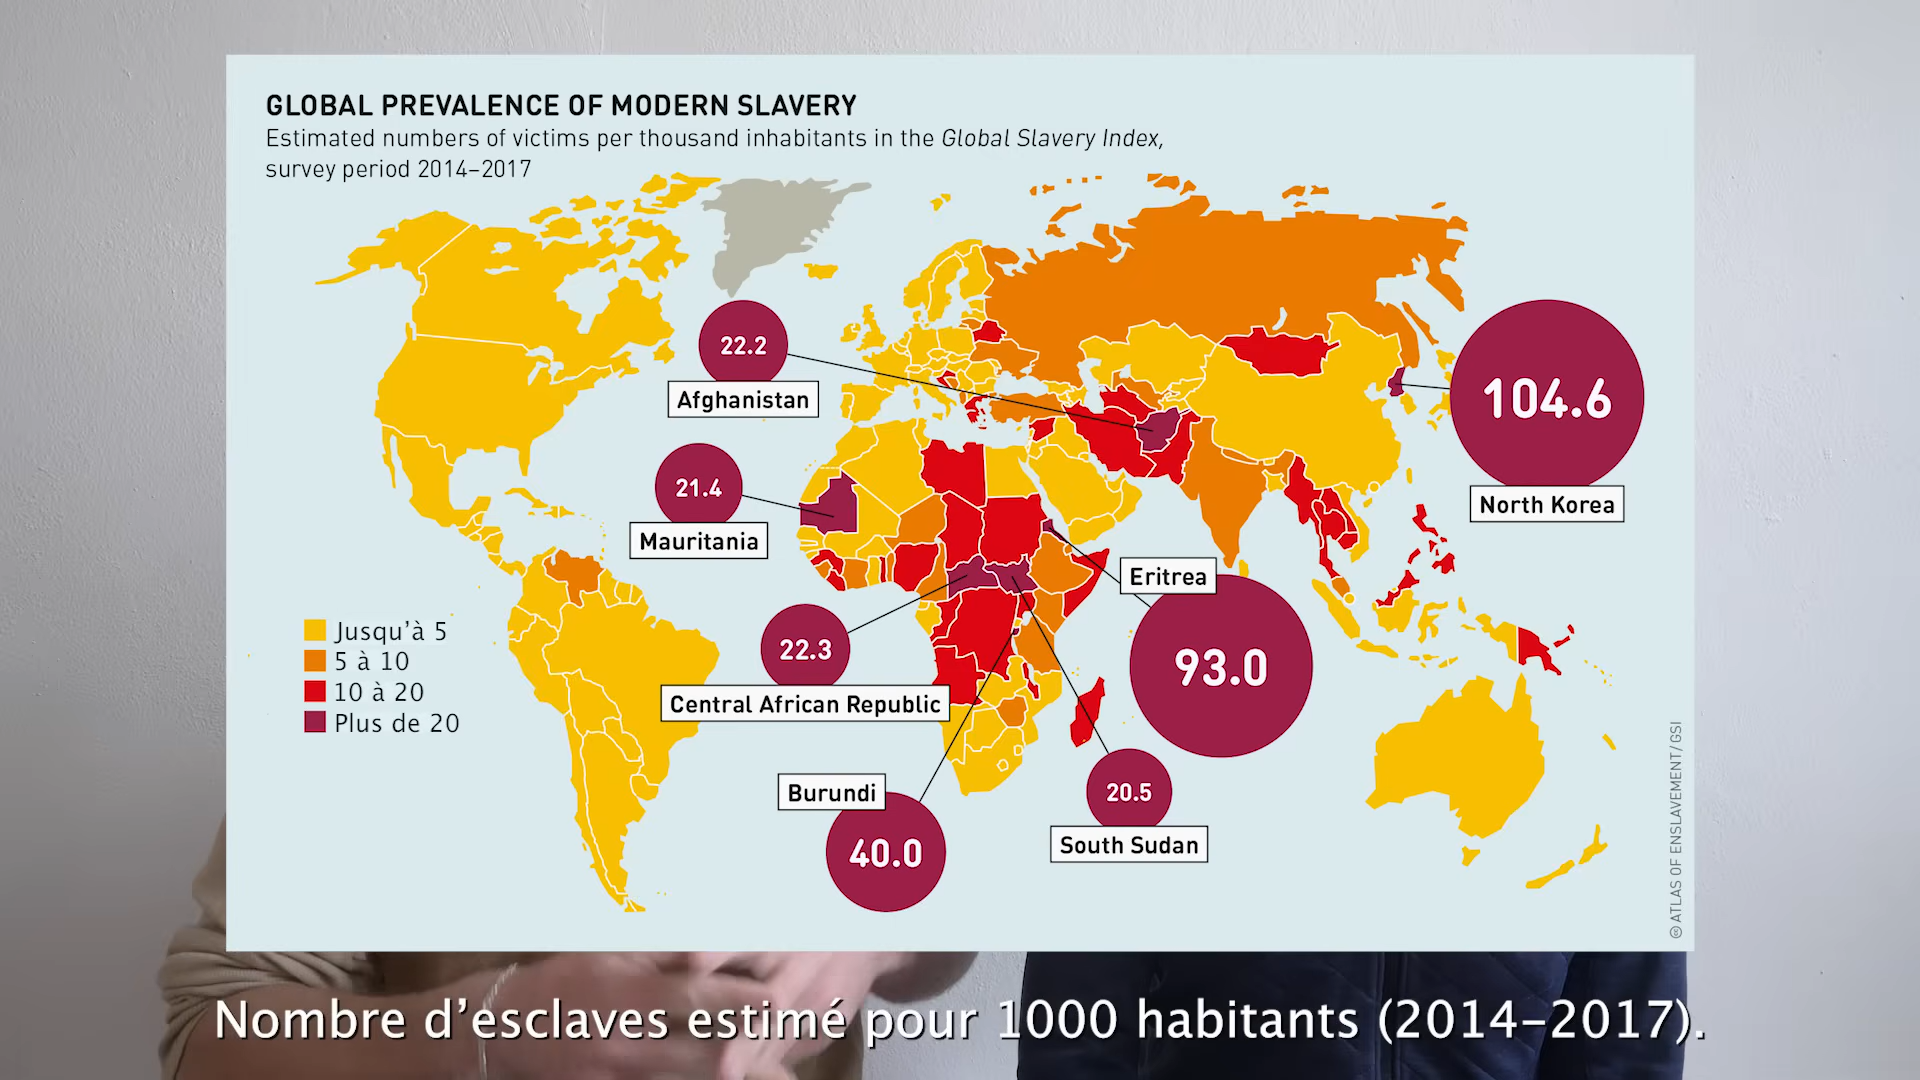 GLOBAL PREVALENCE OF MODERN SLAVERY
Estimated numbers of victims per thousand inhabitants in the Global Slavery Index,
survey period 2014–2017
22.2
Afghanistan
104.6
North Korea
21.4
Mauritania
Eritrea
93.0
22.3
Central African Republic
Jusqu'à 5
5 à 10
10 à 20
Plus de 20
Burundi
40.0
20.5
South Sudan
cc ATLAS OF ENSLAVEMENT/GSI
Nombre d'esclaves estimé pour 1000 habitants (2014–2017).